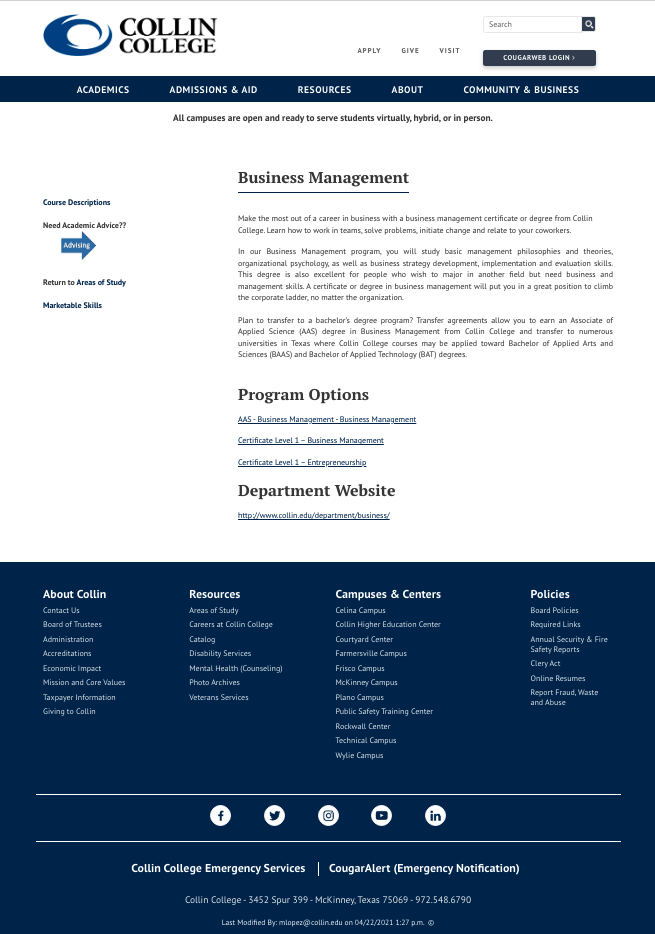 COLLIN
COLLEGE
Search
APPLY GIVE VISIT
COUGARWEB LOGIN ›
ACADEMICS ADMISSIONS & AID RESOURCES ABOUT COMMUNITY & BUSINESS
All campuses are open and ready to serve students virtually, hybrid, or in person.
Course Descriptions
Need Academic Advice??
Advising
Return to Areas of Study
Marketable Skills
Business Management
Make the most out of a career in business with a business management certificate or degree from Collin
College. Learn how to work in teams, solve problems, initiate change and relate to your coworkers.
In our Business Management program, you will study basic management philosophies and theories,
organizational psychology, as well as business strategy development, implementation and evaluation skills.
This degree is also excellent for people who wish to major in another field but need business and
management skills. A certificate or degree in business management will put you in a great position to climb
the corporate ladder, no matter the organization.
Plan to transfer to a bachelor's degree program? Transfer agreements allow you to earn an Associate of
Applied Science (AAS) degree in Business Management from Collin College and transfer to numerous
universities in Texas where Collin College courses may be applied toward Bachelor of Applied Arts and
Sciences (BAAS) and Bachelor of Applied Technology (BAT) degrees.
Program Options
AAS - Business Management - Business Management
Certificate Level 1 – Business Management
Certificate Level 1 – Entrepreneurship
Department Website
http://www.collin.edu/department/business/
About Collin
Contact Us
Board of Trustees
Administration
Accreditations
Economic Impact
Mission and Core Values
Taxpayer Information
Giving to Collin
Resources
Areas of Study
Careers at Collin College
Catalog
Disability Services
Mental Health (Counseling)
Photo Archives
Veterans Services
Campuses & Centers
Celina Campus
Collin Higher Education Center
Courtyard Center
Farmersville Campus
Frisco Campus
McKinney Campus
Plano Campus
Public Safety Training Center
Rockwall Center
Technical Campus
Wylie Campus
Policies
Board Policies
Required Links
Annual Security & Fire
Safety Reports
Clery Act
Online Resumes
Report Fraud, Waste
and Abuse
Collin College Emergency Services CougarAlert (Emergency Notification)
Collin College - 3452 Spur 399 - McKinney, Texas 75069 - 972.548.6790
Last Modified By: mlopez@collin.edu on 04/22/2021 1:27 p.m. ©